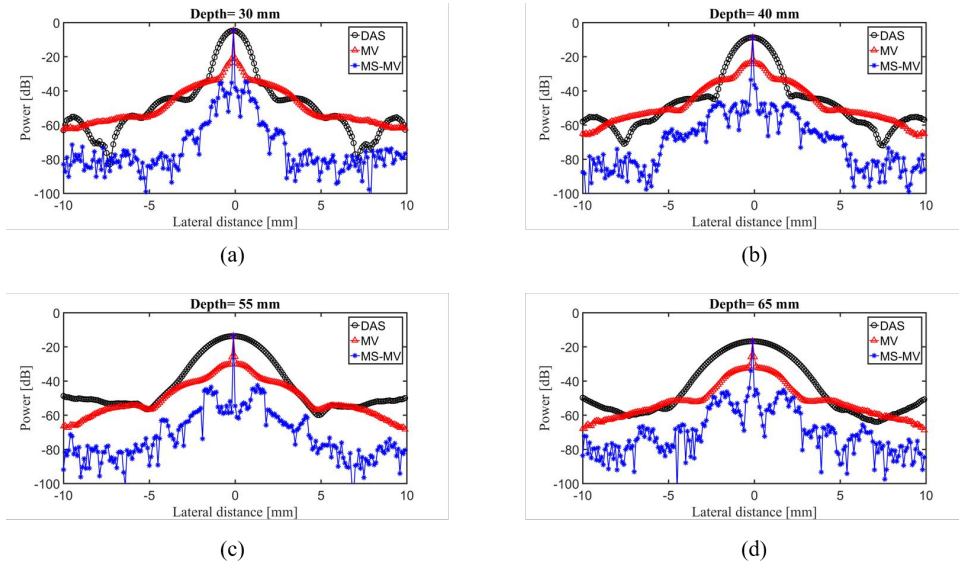 Depth= 30 mm
0
-20
-40
-60
-80
-100
Power [dB]
DAS
MV
MS-MV
-10
-5
0
5
10
Lateral distance [mm]
(a)
Depth= 40 mm
0
-20
-40
-60
-80
-100
Power [dB]
DAS
MV
MS-MV
-10
-5
0
5
10
Lateral distance [mm]
(b)
Depth= 55 mm
0
-20
-40
-60
-80
-100
Power [dB]
DAS
MV
MS-MV
-10
-5
0
5
10
Lateral distance [mm]
(c)
Depth= 65 mm
0
-20
-40
-60
-80
-100
Power [dB]
DAS
MV
MS-MV
-10
-5
0
5
10
Lateral distance [mm]
(d)